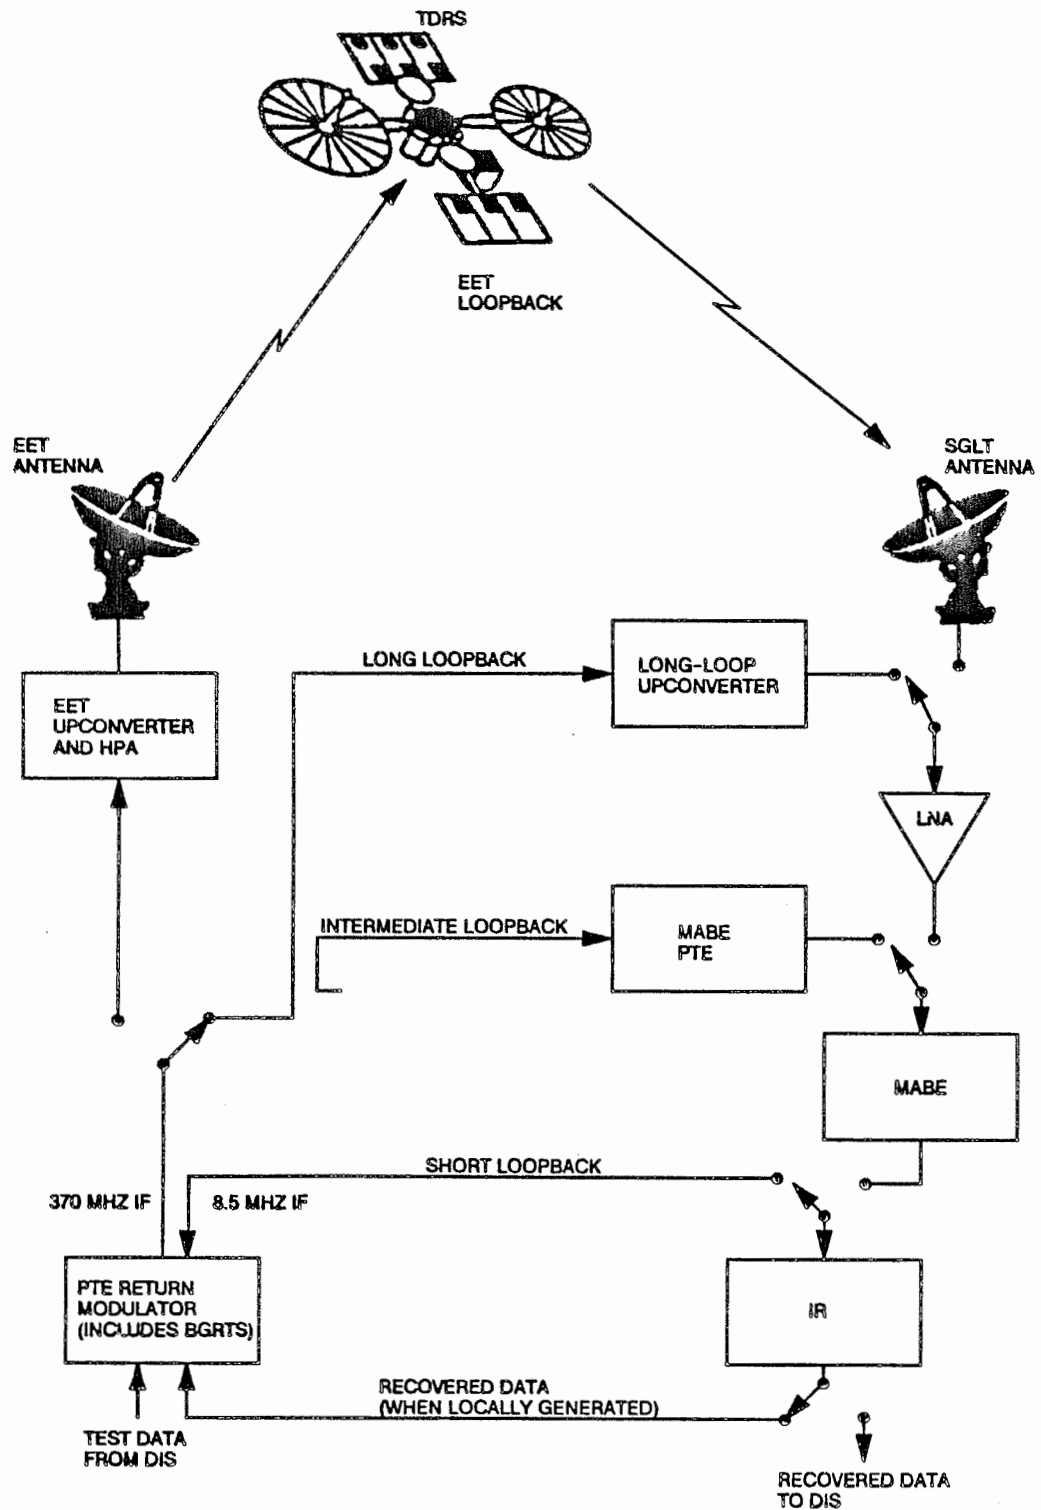 TDRS
EET
LOOPBACK
EET
ANTENNA
SGLT
ANTENNA
LONG LOOPBACK
LONG-LOOP
UPCONVERTER
EET
UPCONVERTER
AND HPA
LNA
INTERMEDIATE LOOPBACK
MABE
PTE
MABE
SHORT LOOPBACK
370 MHZ IF
8.5 MHZ IF
PTE RETURN
MODULATOR
(INCLUDES BGRTS)
IR
RECOVERED DATA
(WHEN LOCALLY GENERATED)
TEST DATA
FROM DIS
RECOVERED DATA
TO DIS